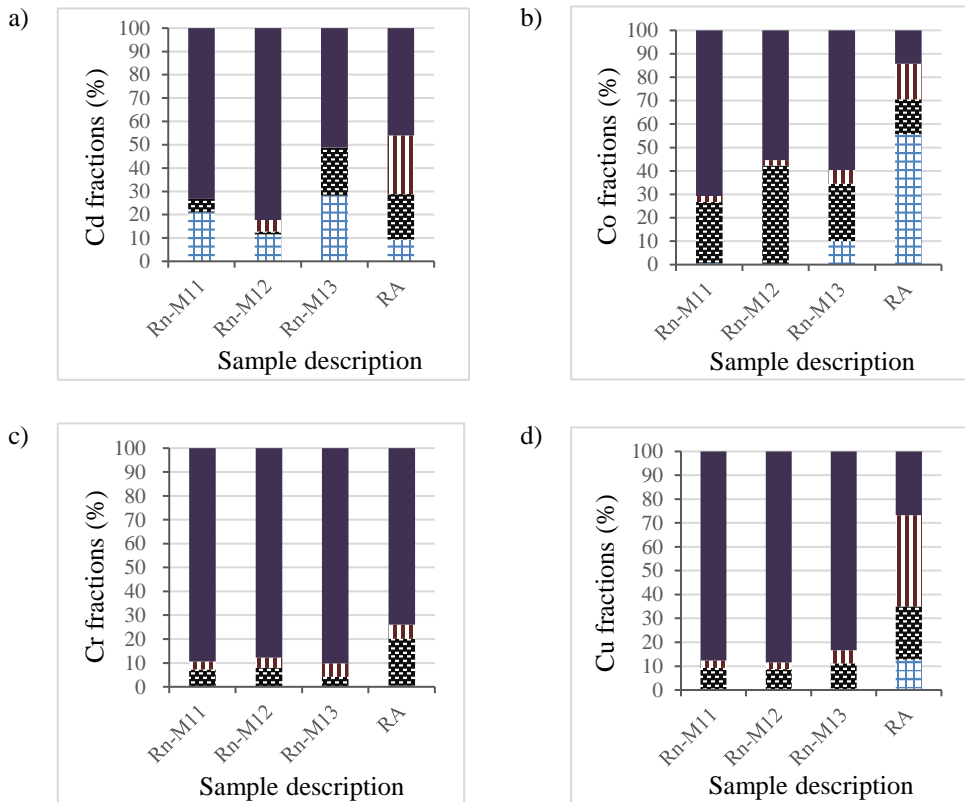 a)
Cd fractions (%)
100
90
80
70
60
50
40
30
20
10
0
Rn-M11
Rn-M12
Rn-M13
RA
Sample description
b)
Co fractions (%)
100
90
80
70
60
50
40
30
20
10
0
Rn-M11
Rn-M12
Rn-M13
RA
Sample description
c)
Cr fractions (%)
100
90
80
70
60
50
40
30
20
10
0
Rn-M11
Rn-M12
Rn-M13
RA
Sample description
d)
Cu fractions (%)
100
90
80
70
60
50
40
30
20
10
0
Rn-M11
Rn-M12
Rn-M13
RA
Sample description